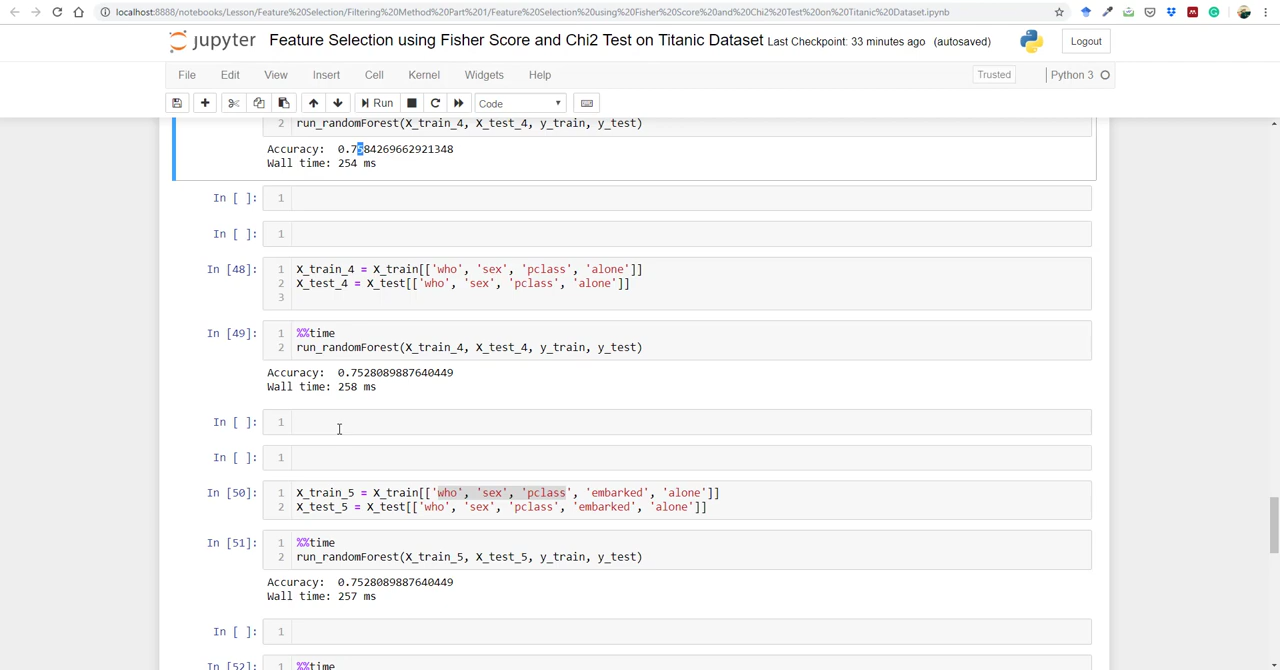 localhost:8888/notebooks/Lesson/Feature%20Selection/Filtering%20Method%20Part%201/Feature%20Selection%20using%20Fisher%20Score%20and%20Chi2%20Test%20on%20Titanic%20Dataset.ipynb
jupyter Feature Selection using Fisher Score and Chi2 Test on Titanic Dataset Last Checkpoint: 33 minutes ago (autosaved) Logout
File Edit View Insert Cell Kernel Widgets Help Trusted Python 3
Run Code
2 run_randomForest(X_train_4, X_test_4, y_train, y_test)
Accuracy: 0.7584269662921348
Wall time: 254 ms
In [ ]: 1
In [ ]: 1
In [48]: 1 X_train_4 = X_train[['who', 'sex', 'pclass', 'alone']]
2 X_test_4 = X_test[['who', 'sex', 'pclass', 'alone']]
3
In [49]: 1 %%time
2 run_randomForest(X_train_4, X_test_4, y_train, y_test)
Accuracy: 0.7528089887640449
Wall time: 258 ms
In [ ]: 1
In [ ]: 1
In [50]: 1 X_train_5 = X_train[['who', 'sex', 'pclass', 'embarked', 'alone']]
2 X_test_5 = X_test[['who', 'sex', 'pclass', 'embarked', 'alone']]
In [51]: 1 %%time
2 run_randomForest(X_train_5, X_test_5, y_train, y_test)
Accuracy: 0.7528089887640449
Wall time: 257 ms
In [ ]: 1
In [52]: 1 %%time